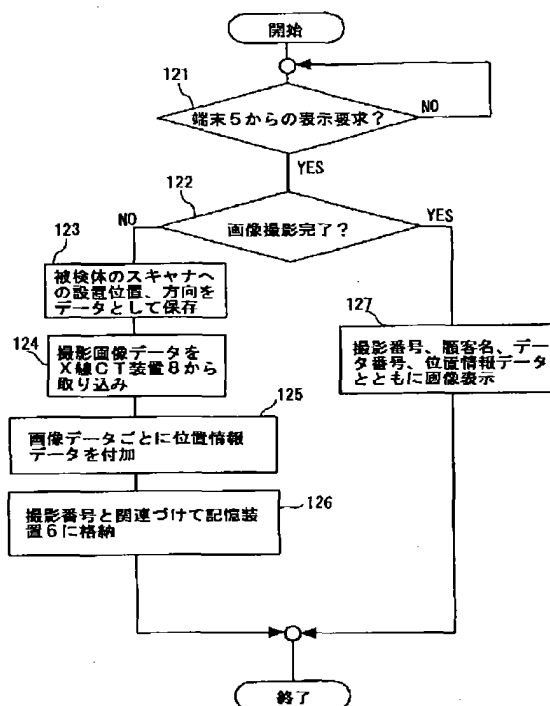 開始
121
端末5からの表示要求?
NO
YES
122
画像撮影完了?
NO
YES
123
被検体のスキャナへ
の設置位置、方向を
データとして保存
124
撮影画像データを
X線CT装置8から
取り込み
125
画像データごとに位置情報
データを付加
126
撮影番号と関連づけて記憶装
置6に格納
127
撮影番号、顧客名、デー
タ番号、位置情報データ
とともに画像表示
終了